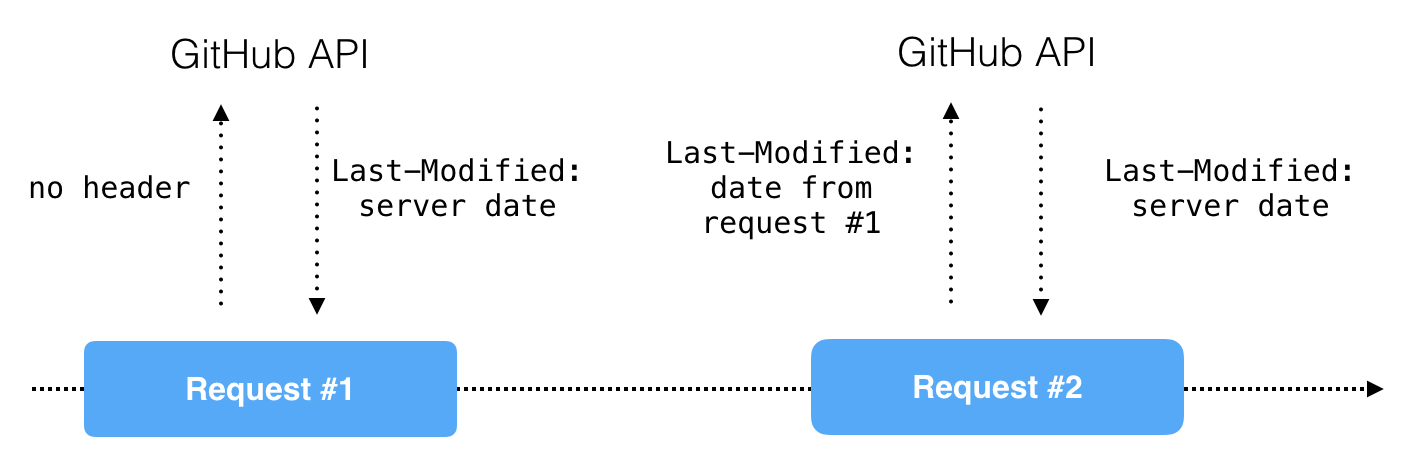 GitHub API
no header
Last-Modified:
server date
Request #1
GitHub API
Last-Modified:
date from
request #1
Last-Modified:
server date
Request #2